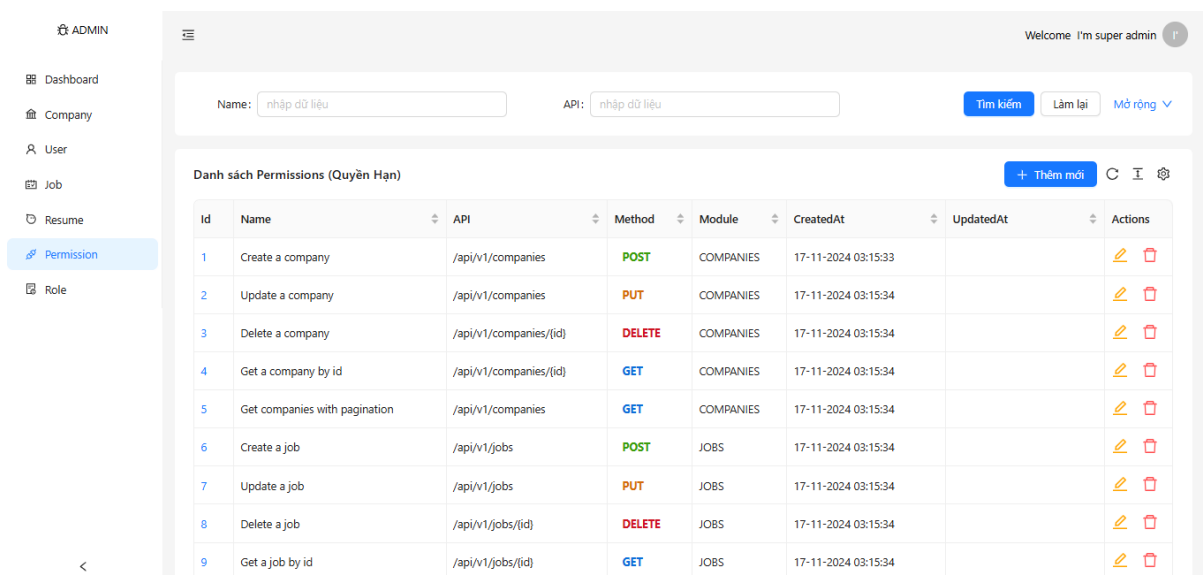 ADMIN
Welcome I'm super admin I'
Dashboard
Company
User
Job
Resume
Permission
Role
Name: nhập dữ liệu API: nhập dữ liệu Tìm kiếm Làm lại Mở rộng
Danh sách Permissions (Quyền Hạn) + Thêm mới
Id Name API Method Module CreatedAt UpdatedAt Actions
1 Create a company /api/v1/companies POST COMPANIES 17-11-2024 03:15:33
2 Update a company /api/v1/companies PUT COMPANIES 17-11-2024 03:15:34
3 Delete a company /api/v1/companies/{id} DELETE COMPANIES 17-11-2024 03:15:34
4 Get a company by id /api/v1/companies/{id} GET COMPANIES 17-11-2024 03:15:34
5 Get companies with pagination /api/v1/companies GET COMPANIES 17-11-2024 03:15:34
6 Create a job /api/v1/jobs POST JOBS 17-11-2024 03:15:34
7 Update a job /api/v1/jobs PUT JOBS 17-11-2024 03:15:34
8 Delete a job /api/v1/jobs/{id} DELETE JOBS 17-11-2024 03:15:34
9 Get a job by id /api/v1/jobs/{id} GET JOBS 17-11-2024 03:15:34